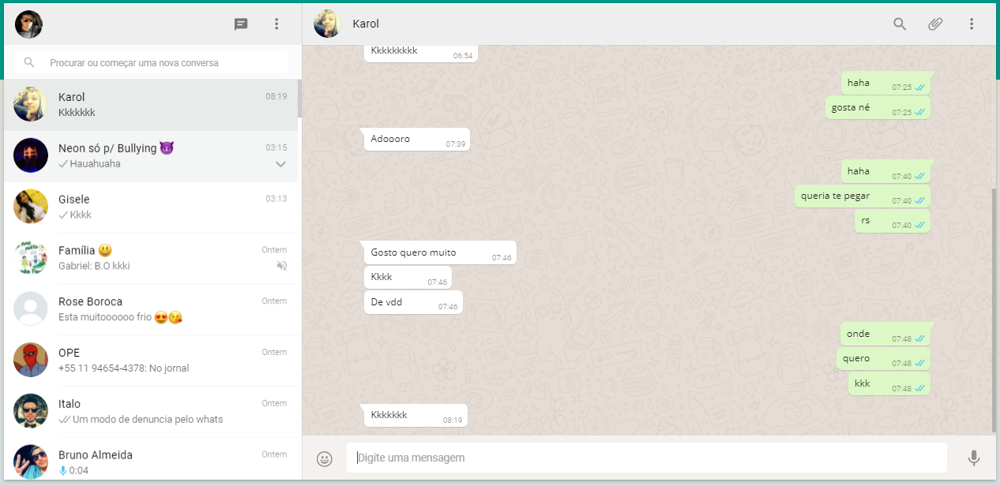 Karol
Procurar ou começar uma nova conversa
Karol 08:19
Kkkkkkk
Neon só p/ Bullying 😈 03:15
Hauahuaha
Gisele 03:13
Kkkk
Família 😃 Ontem
Gabriel: B.O kkki
Rose Boroca Ontem
Esta muitoooooo frio 😍😘
OPE Ontem
+55 11 94654-4378: No jornal
Italo Ontem
Um modo de denuncia pelo whats
Bruno Almeida Ontem
0:04
Kkkkkkkkk 06:54
haha 07:25
gosta né 07:25
Adoooro 07:39
haha 07:40
queria te pegar 07:40
rs 07:40
Gosto quero muito 07:46
Kkkk 07:46
De vdd 07:46
onde 07:48
quero 07:48
kkk 07:48
Kkkkkkk 08:19
Digite uma mensagem